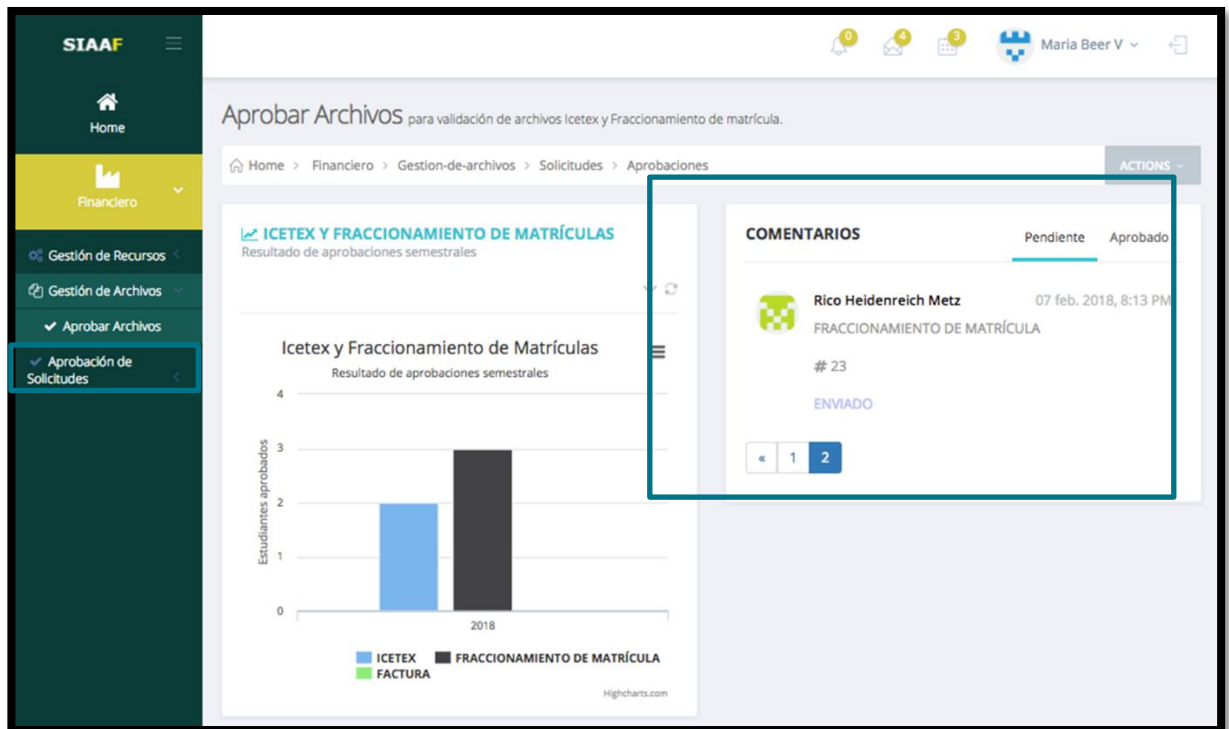 SIAAF
0
4
3
Maria Beer V
Home
Financiero
Gestión de Recursos
Gestión de Archivos
Aprobar Archivos
Aprobación de
Solicitudes
Aprobar Archivos para validación de archivos Icetex y Fraccionamiento de matrícula.
Home > Financiero > Gestion-de-archivos > Solicitudes > Aprobaciones
ACTIONS
ICETEX Y FRACCIONAMIENTO DE MATRÍCULAS
Resultado de aprobaciones semestrales
Icetex y Fraccionamiento de Matrículas
Resultado de aprobaciones semestrales
Estudiantes aprobados
4
3
2
1
0
2018
ICETEX FRACCIONAMIENTO DE MATRÍCULA
FACTURA
Highcharts.com
COMENTARIOS
Pendiente Aprobado
Rico Heidenreich Metz 07 feb. 2018, 8:13 PM
FRACCIONAMIENTO DE MATRÍCULA
# 23
ENVIADO
« 1 2